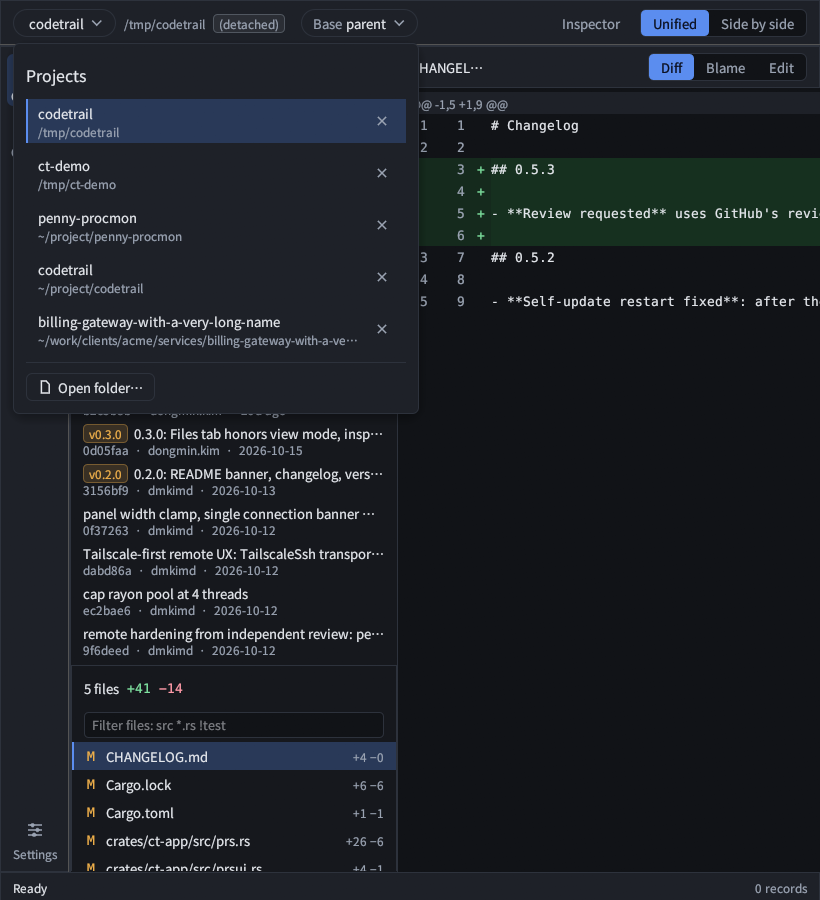 codetrail /tmp/codetrail (detached) Base parent Inspector Unified Side by side
Projects
codetrail
/tmp/codetrail
ct-demo
/tmp/ct-demo
penny-procmon
~/project/penny-procmon
codetrail
~/project/codetrail
billing-gateway-with-a-very-long-name
~/work/clients/acme/services/billing-gateway-with-a-ve…
Open folder…
HANGEL… Diff Blame Edit
@ -1,5 +1,9 @@
1 1 # Changelog
2 2
3 + ## 0.5.3
4 +
5 + - **Review requested** uses GitHub's revi
6 +
3 7 ## 0.5.2
4 8
5 9 - **Self-update restart fixed**: after th
v0.3.0 0.3.0: Files tab honors view mode, insp…
0d05faa · dongmin.kim · 2026-10-15
v0.2.0 0.2.0: README banner, changelog, vers…
3156bf9 · dmkimd · 2026-10-13
panel width clamp, single connection banner …
0f37263 · dmkimd · 2026-10-12
Tailscale-first remote UX: TailscaleSsh transpor…
dabd86a · dmkimd · 2026-10-12
cap rayon pool at 4 threads
ec2bae6 · dmkimd · 2026-10-12
remote hardening from independent review: pe…
9f6deed · dmkimd · 2026-10-12
5 files +41 −14
Filter files: src *.rs !test
M CHANGELOG.md +4 −0
M Cargo.lock +6 −6
M Cargo.toml +1 −1
M crates/ct-app/src/prs.rs +26 −6
M crates/ct-app/src/prsui.rs +4 −1
Settings
Ready 0 records